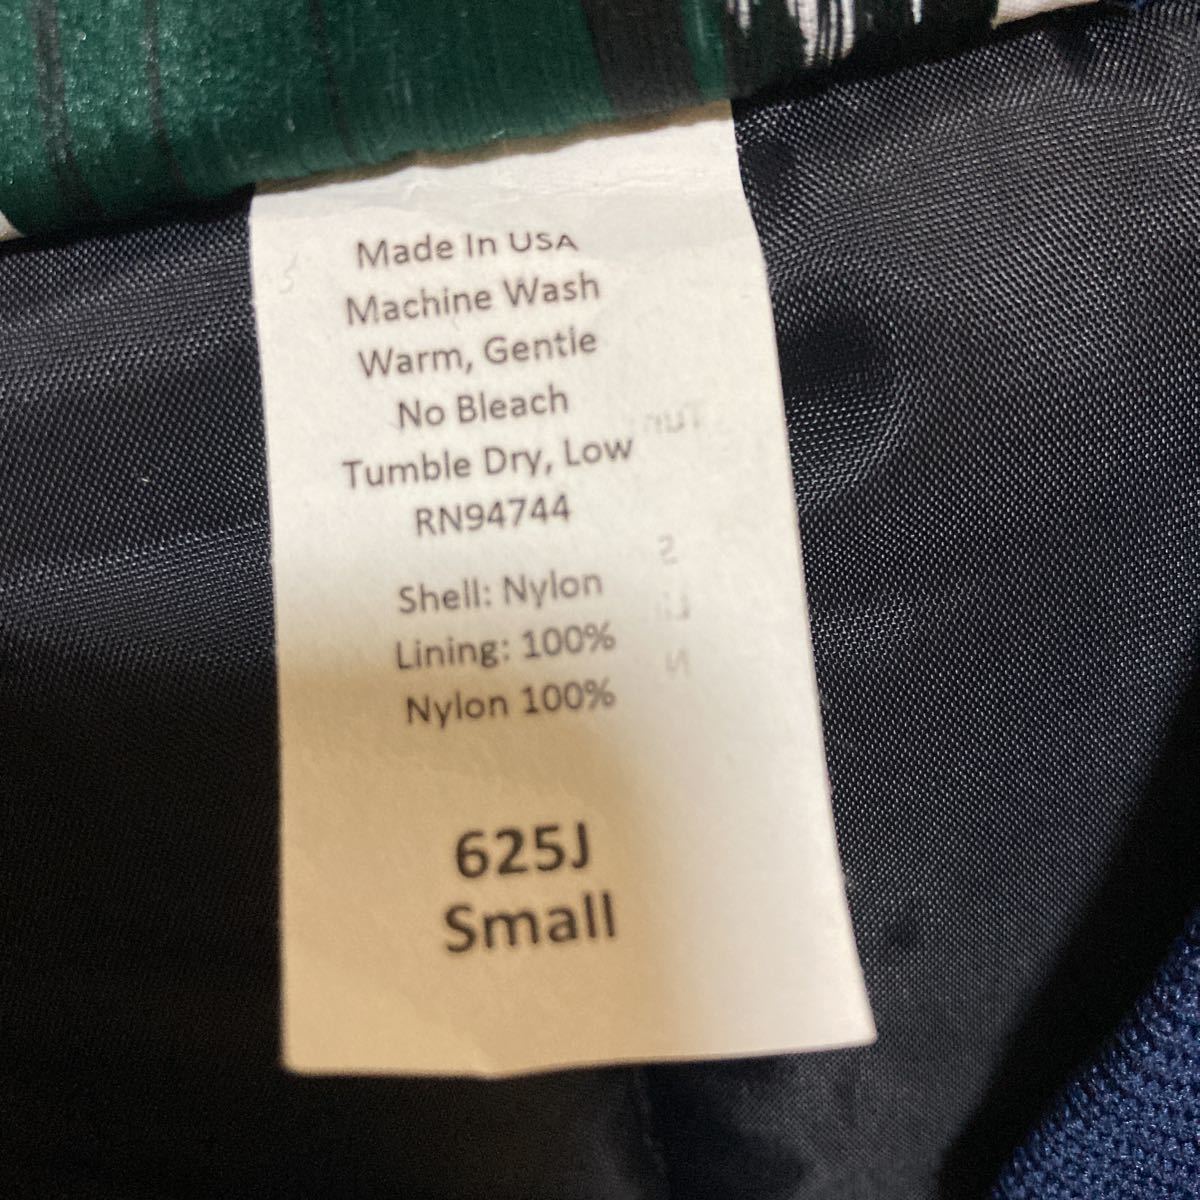 Made In USA
Machine Wash
Warm, Gentle
No Bleach
Tumble Dry, Low
RN94744
Shell: Nylon
Lining: 100%
Nylon 100%
625J
Small